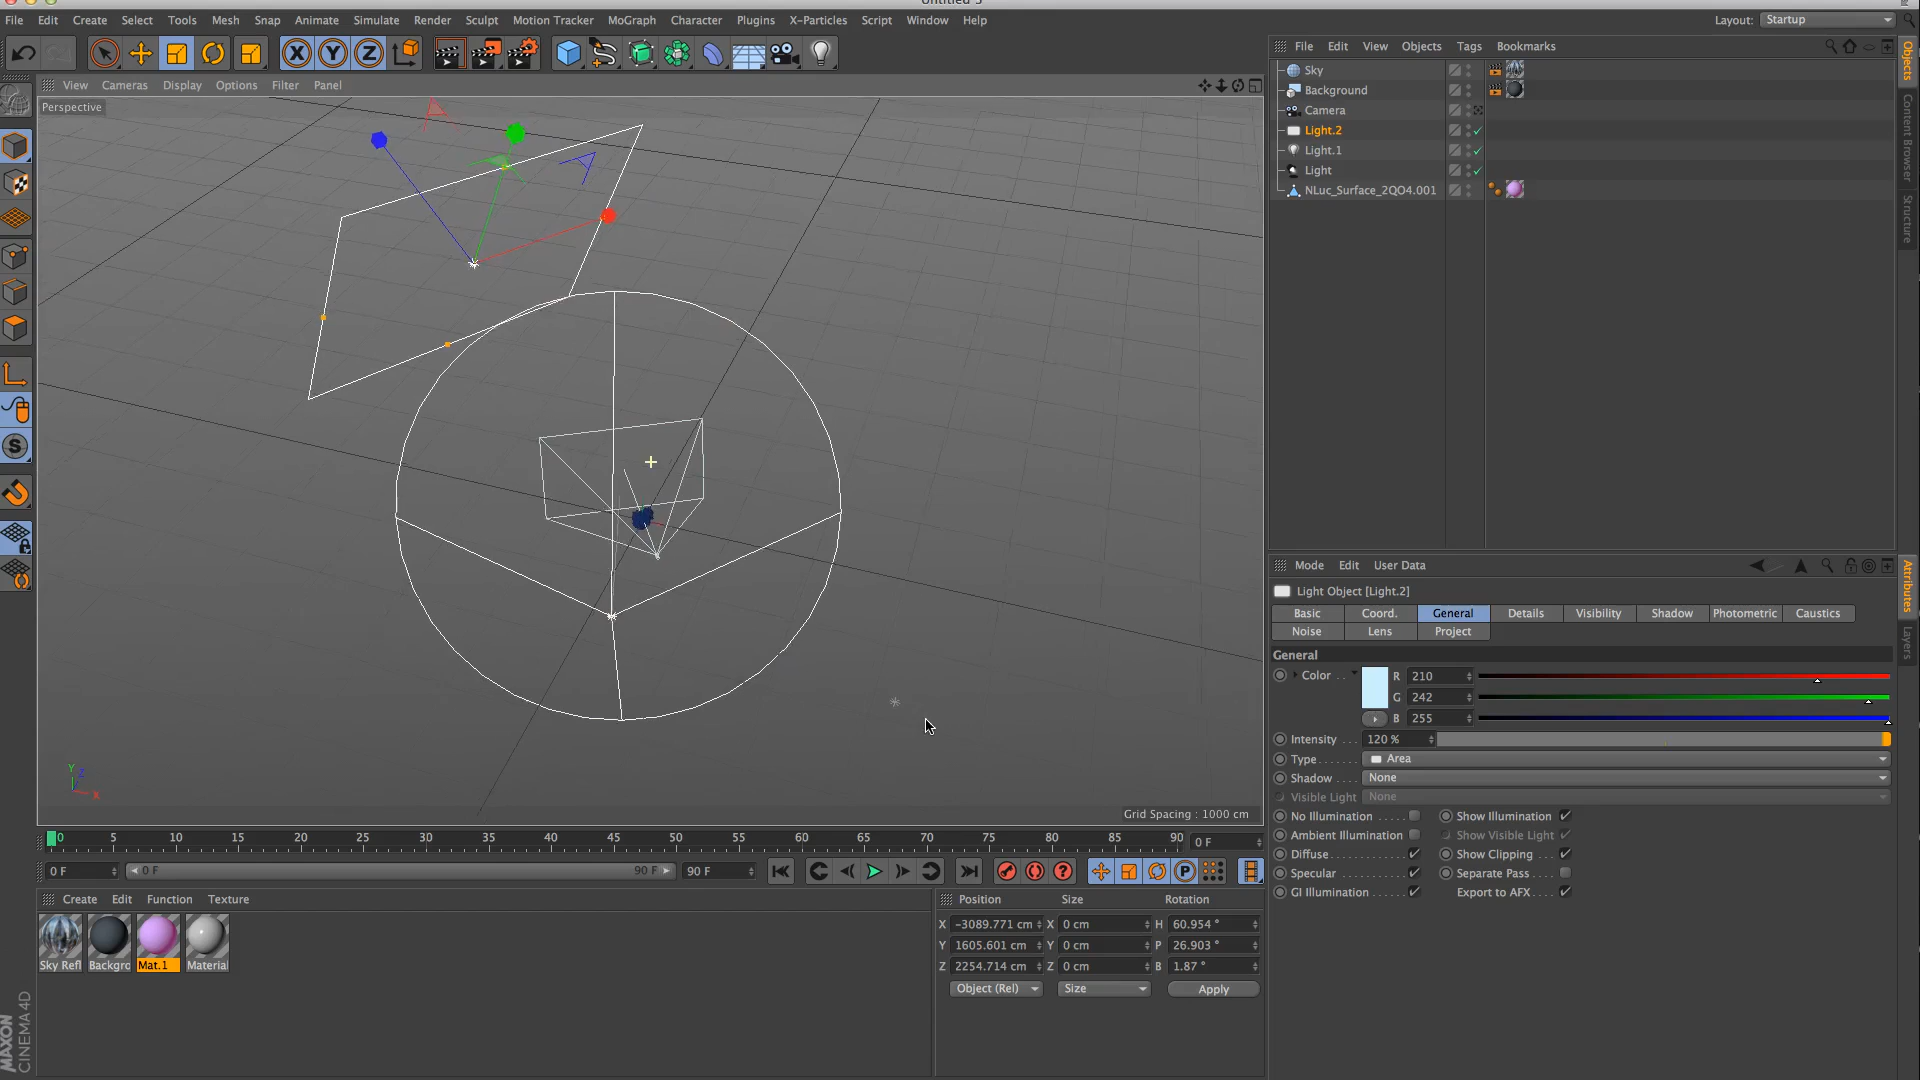 Untitled 5
File Edit Create Select Tools Mesh Snap Animate Simulate Render Sculpt Motion Tracker MoGraph Character Plugins X-Particles Script Window Help
Layout: Startup
X Y Z
View Cameras Display Options Filter Panel
Perspective
File Edit View Objects Tags Bookmarks
Sky
Background
Camera
Light.2
Light.1
Light
NLuc_Surface_2QO4.001
Objects
Content Browser
Structure
Mode Edit User Data
Light Object [Light.2]
Basic Coord. General Details Visibility Shadow Photometric Caustics
Noise Lens Project
General
Color . . R 210
G 242
B 255
Intensity . . . 120 %
Type . . . . . . . Area
Shadow . . . . None
Visible Light None
No Illumination . . . . . Show Illumination
Ambient Illumination Show Visible Light
Diffuse . . . . . . . . . . . . Show Clipping . . .
Specular . . . . . . . . . . Separate Pass . . .
GI Illumination . . . . . . Export to AFX . . .
Attributes
Layers
Y Z X
Grid Spacing : 1000 cm
0 5 10 15 20 25 30 35 40 45 50 55 60 65 70 75 80 85 90 0 F
0 F 0 F 90 F 90 F
Create Edit Function Texture
Sky Refl Backgro Mat.1 Materia
Position Size Rotation
X -3089.771 cm X 0 cm H 60.954 °
Y 1605.601 cm Y 0 cm P 26.903 °
Z 2254.714 cm Z 0 cm B 1.87 °
Object (Rel) Size Apply
MAXON
CINEMA 4D